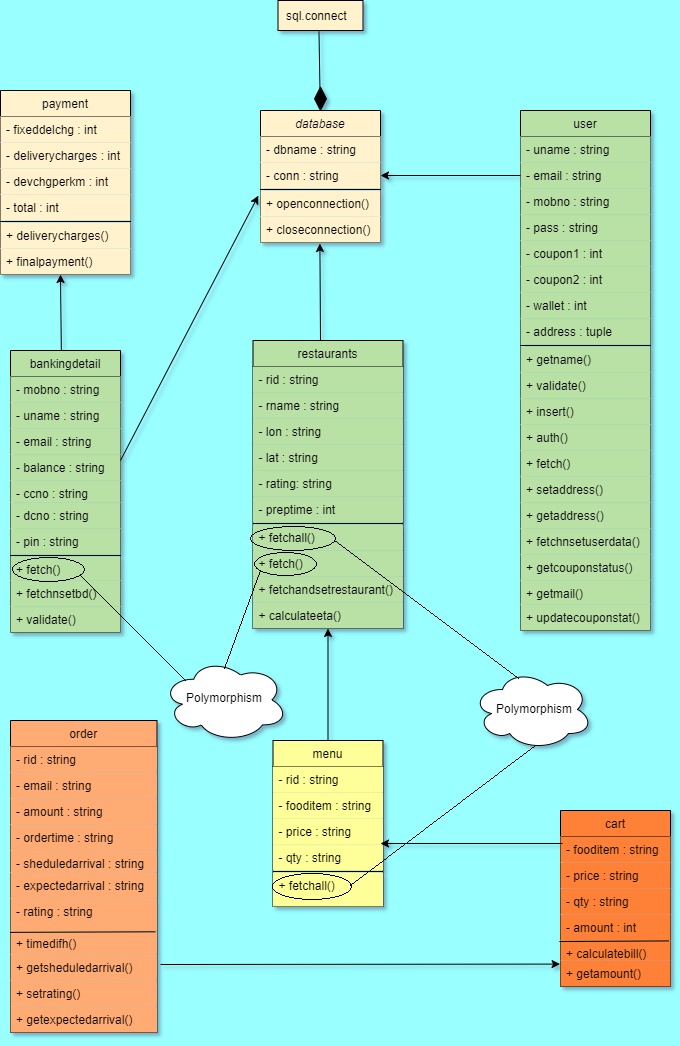 sql.connect
payment
- fixeddelchg : int
- deliverycharges : int
- devchgperkm : int
- total : int
+ deliverycharges()
+ finalpayment()
database
- dbname : string
- conn : string
+ openconnection()
+ closeconnection()
user
- uname : string
- email : string
- mobno : string
- pass : string
- coupon1 : int
- coupon2 : int
- wallet : int
- address : tuple
+ getname()
+ validate()
+ insert()
+ auth()
+ fetch()
+ setaddress()
+ getaddress()
+ fetchnsetuserdata()
+ getcouponstatus()
+ getmail()
+ updatecouponstat()
bankingdetail
- mobno : string
- uname : string
- email : string
- balance : string
- ccno : string
- dcno : string
- pin : string
+ fetch()
+ fetchnsetbd()
+ validate()
restaurants
- rid : string
- rname : string
- lon : string
- lat : string
- rating: string
- preptime : int
+ fetchall()
+ fetch()
+ fetchandsetrestaurant()
+ calculateeta()
Polymorphism
Polymorphism
order
- rid : string
- email : string
- amount : string
- ordertime : string
- sheduledarrival : string
- expectedarrival : string
- rating : string
+ timedifh()
+ getsheduledarrival()
+ setrating()
+ getexpectedarrival()
menu
- rid : string
- fooditem : string
- price : string
- qty : string
+ fetchall()
cart
- fooditem : string
- price : string
- qty : string
- amount : int
+ calculatebill()
+ getamount()